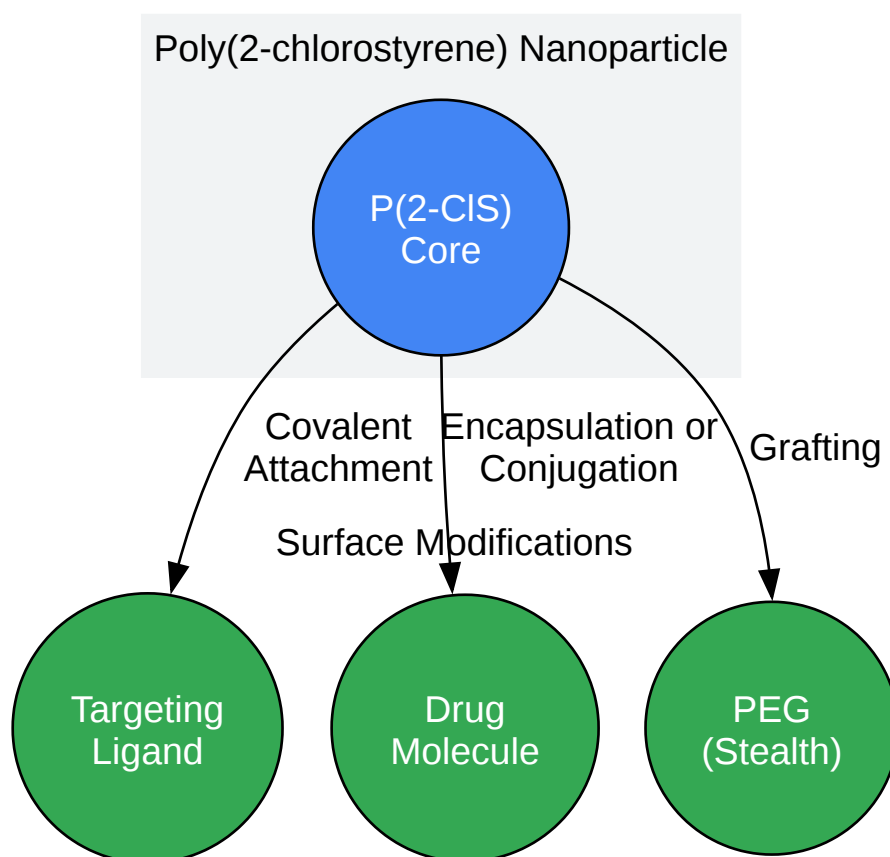 Poly(2-chlorostyrene) Nanoparticle
P(2-ClS)
Core
Covalent
Attachment
Encapsulation or
Conjugation
Grafting
Surface Modifications
Targeting
Ligand
Drug
Molecule
PEG
(Stealth)